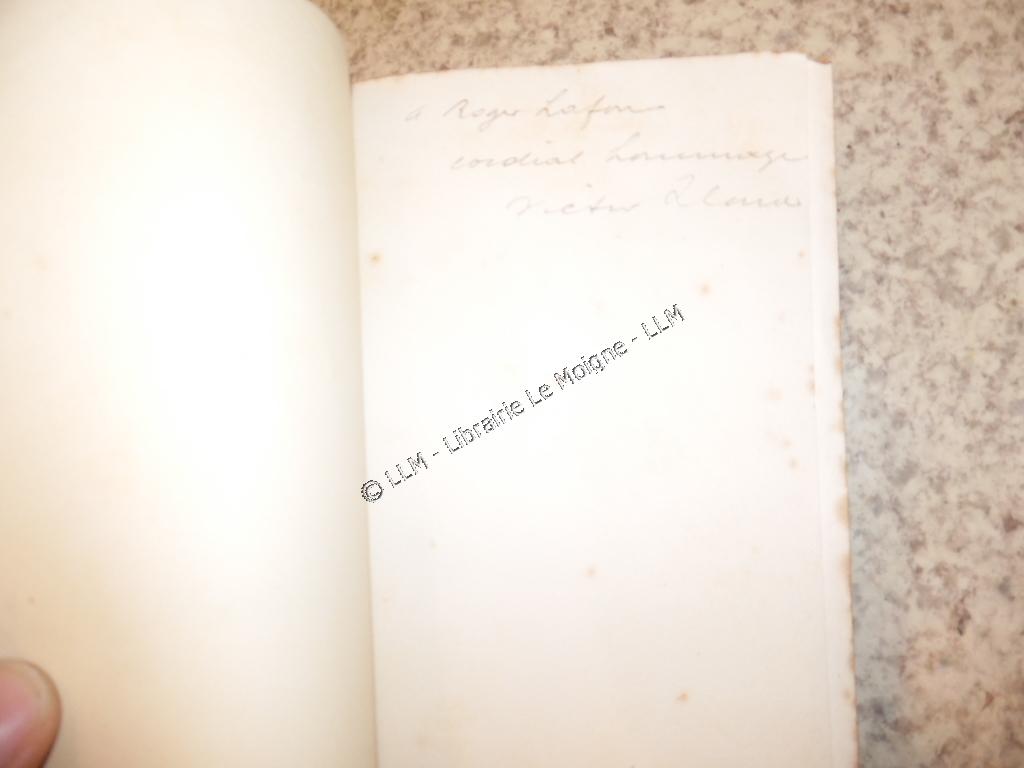 a Roger Lafon
cordial hommage
Victor
© LLM - Librairie Le Moigne - LLM